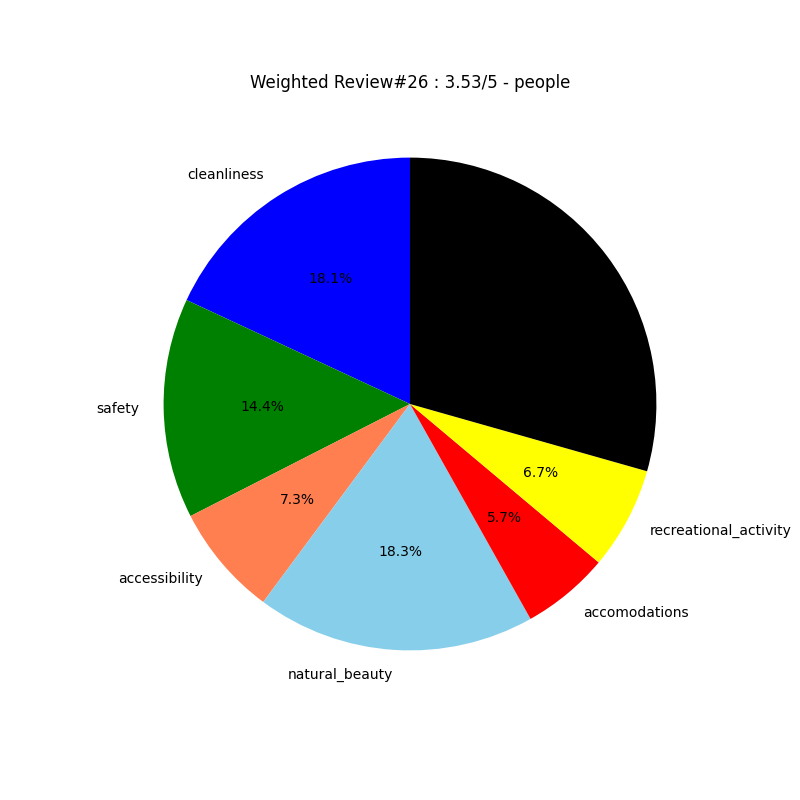 Weighted Review#26 : 3.53/5 - people
cleanliness
18.1%
safety
14.4%
6.7%
7.3%
5.7%
recreational_activity
18.3%
accessibility
accomodations
natural_beauty